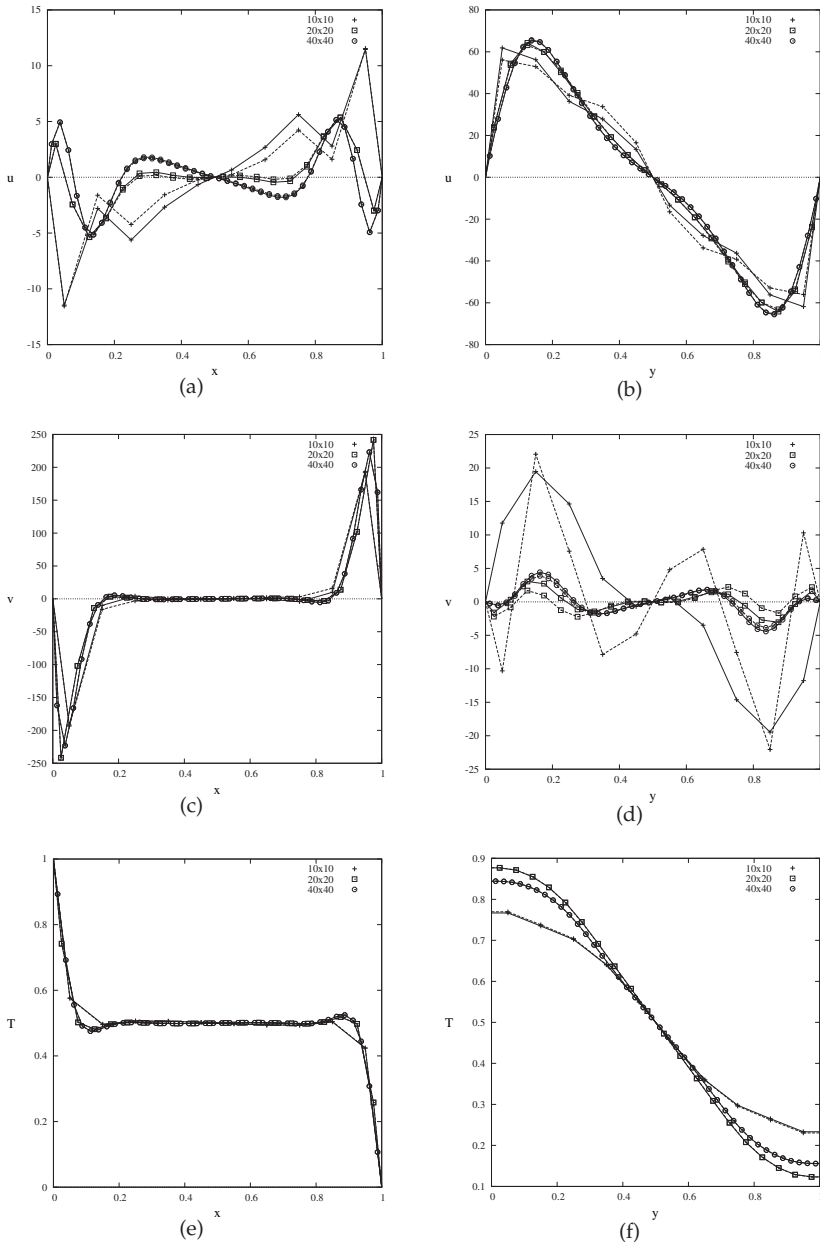 15
10
5
0
-5
-10
-15
u
0
0.2
0.4
0.6
0.8
1
x
10x10
20x20
40x40
(a)
80
60
40
20
0
-20
-40
-60
-80
u
0
0.2
0.4
0.6
0.8
y
10x10
20x20
40x40
(b)
250
200
150
100
50
0
-50
-100
-150
-200
-250
v
0
0.2
0.4
0.6
0.8
1
x
10x10
20x20
40x40
(c)
25
20
15
10
5
0
-5
-10
-15
-20
-25
v
0
0.2
0.4
0.6
0.8
y
10x10
20x20
40x40
(d)
1
0.8
0.6
0.4
0.2
0
T
0
0.2
0.4
0.6
0.8
1
x
10x10
20x20
40x40
(e)
0.9
0.8
0.7
0.6
0.5
0.4
0.3
0.2
0.1
T
0
0.2
0.4
0.6
0.8
y
10x10
20x20
40x40
(f)